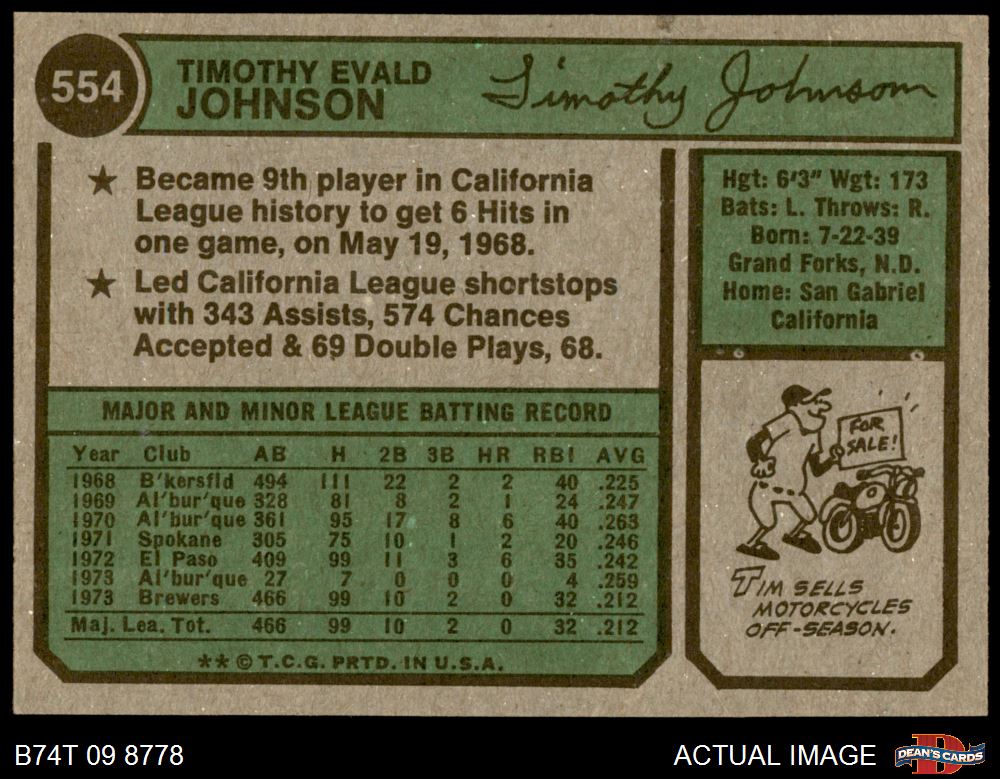 554
TIMOTHY EVALD
JOHNSON
Timothy Johnson
★ Became 9th player in California
League history to get 6 Hits in
one game, on May 19, 1968.
★ Led California League shortstops
with 343 Assists, 574 Chances
Accepted & 69 Double Plays, 68.
Hgt: 6'3" Wgt: 173
Bats: L. Throws: R.
Born: 7-22-39
Grand Forks, N.D.
Home: San Gabriel
California
MAJOR AND MINOR LEAGUE BATTING RECORD
Year Club AB H 2B 3B HR RBI AVG
1968 B'kersfld 494 111 22 2 2 40 .225
1969 Al'bur'que 328 81 8 2 1 24 .247
1970 Al'bur'que 361 95 17 8 6 40 .263
1971 Spokane 305 75 10 1 2 20 .246
1972 El Paso 409 99 11 3 6 35 .242
1973 Al'bur'que 27 7 0 0 0 4 .259
1973 Brewers 466 99 10 2 0 32 .212
Maj. Lea. Tot. 466 99 10 2 0 32 .212
** © T.C.G. PRTD. IN U.S.A.
FOR
SALE!
TIM SELLS
MOTORCYCLES
OFF-SEASON.
B74T 09 8778
ACTUAL IMAGE
D
DEAN'S CARDS